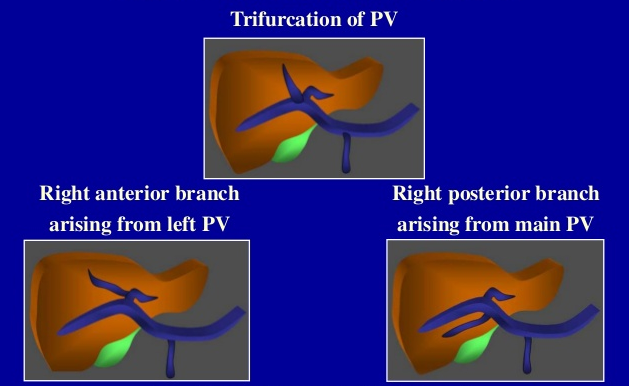 Trifurcation of PV
Right anterior branch
arising from left PV
Right posterior branch
arising from main PV